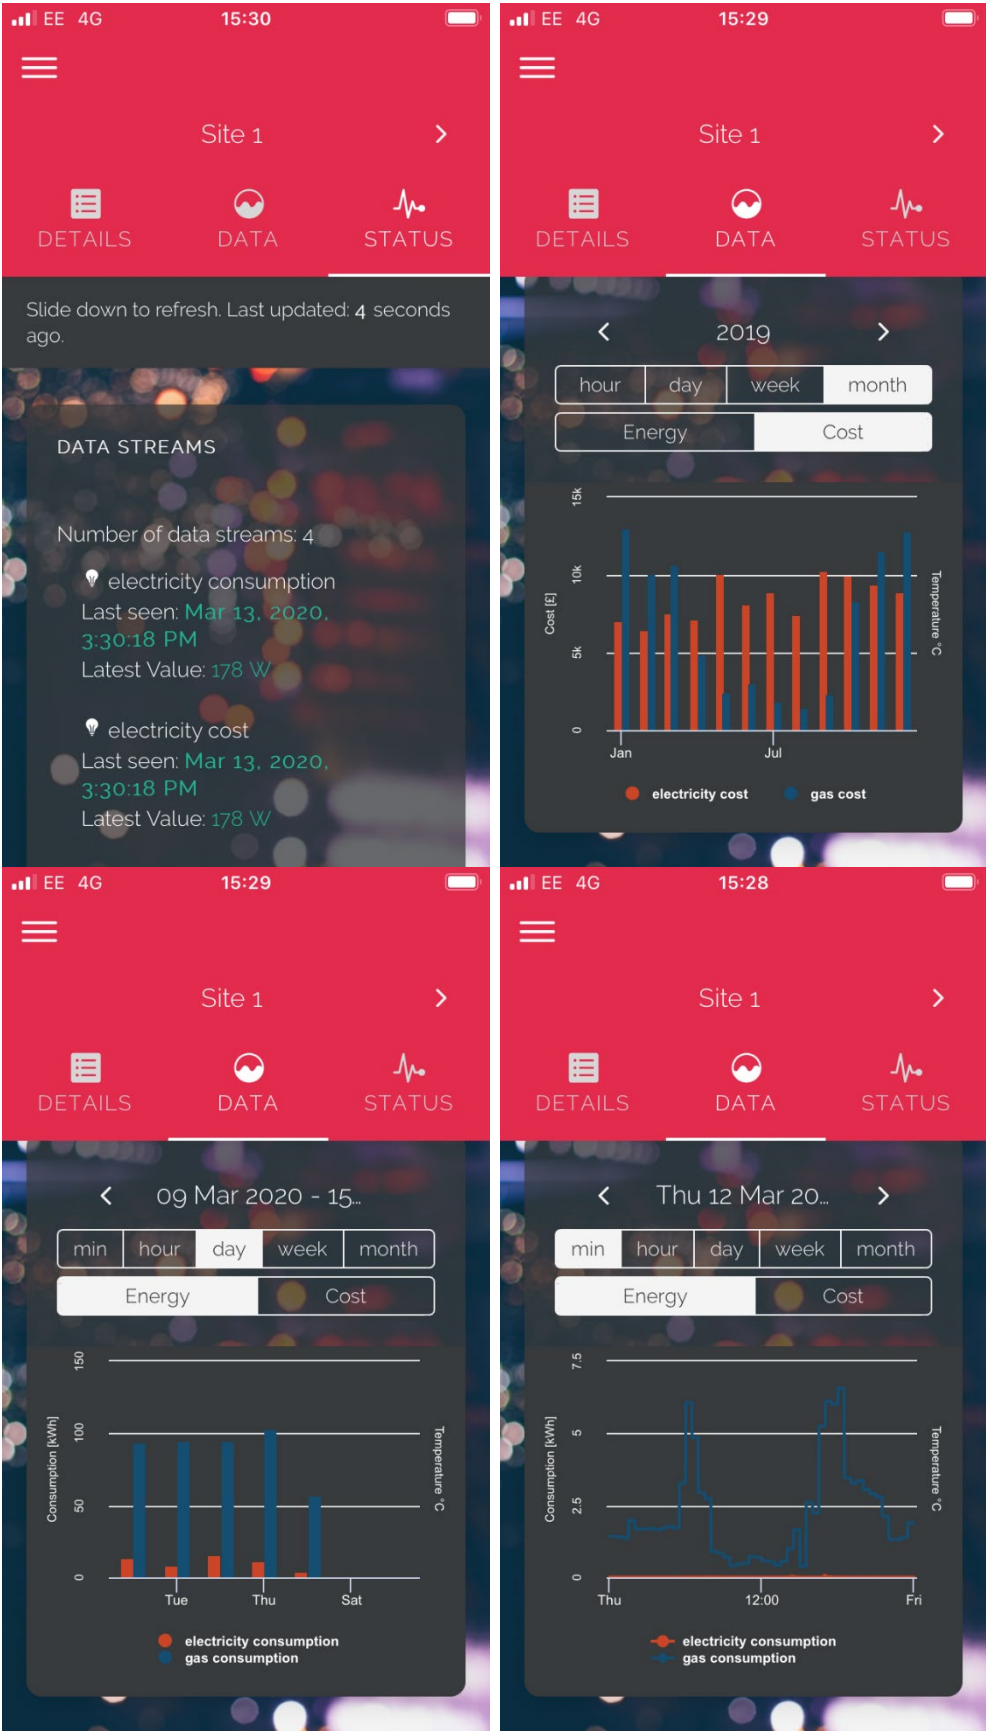 EE 4G 15:30
Site 1
DETAILS DATA STATUS
Slide down to refresh. Last updated: 4 seconds
ago.
DATA STREAMS
Number of data streams: 4
electricity consumption
Last seen: Mar 13, 2020,
3:30:18 PM
Latest Value: 178 W
electricity cost
Last seen: Mar 13, 2020,
3:30:18 PM
Latest Value: 178 W
EE 4G 15:29
Site 1
DETAILS DATA STATUS
2019
hour day week month
Energy Cost
Cost [£]
15k
10k
5k
0
Temperature °C
Jan Jul
electricity cost gas cost
EE 4G 15:29
Site 1
DETAILS DATA STATUS
09 Mar 2020 - 15...
min hour day week month
Energy Cost
Consumption [kWh]
150
100
50
0
Temperature °C
Tue Thu Sat
electricity consumption
gas consumption
EE 4G 15:28
Site 1
DETAILS DATA STATUS
Thu 12 Mar 20...
min hour day week month
Energy Cost
Consumption [kWh]
7.5
5
2.5
0
Temperature °C
Thu 12:00 Fri
electricity consumption
gas consumption